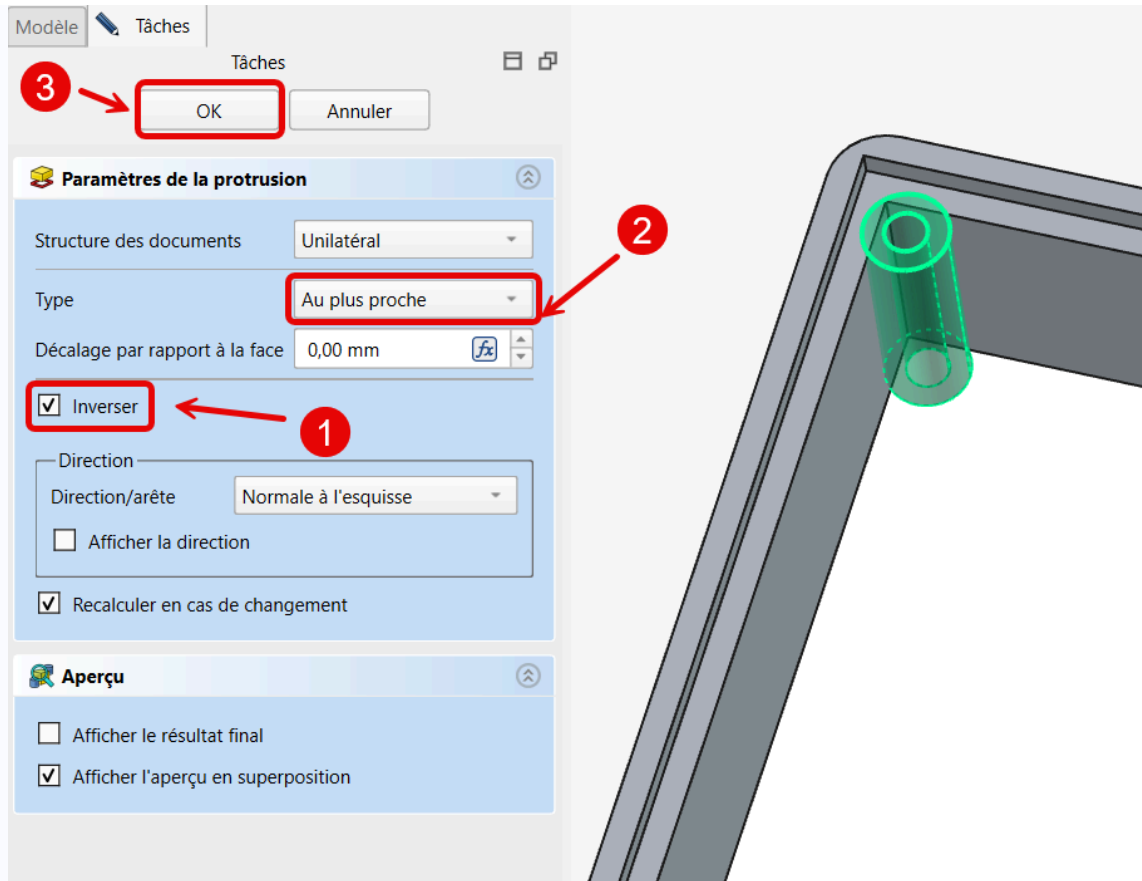 Modèle Tâches
Tâches
3
OK Annuler
Paramètres de la protrusion
Structure des documents Unilatéral
2
Type Au plus proche
Décalage par rapport à la face 0,00 mm fx
Inverser
1
Direction
Direction/arête Normale à l'esquisse
Afficher la direction
Recalculer en cas de changement
Aperçu
Afficher le résultat final
Afficher l'aperçu en superposition